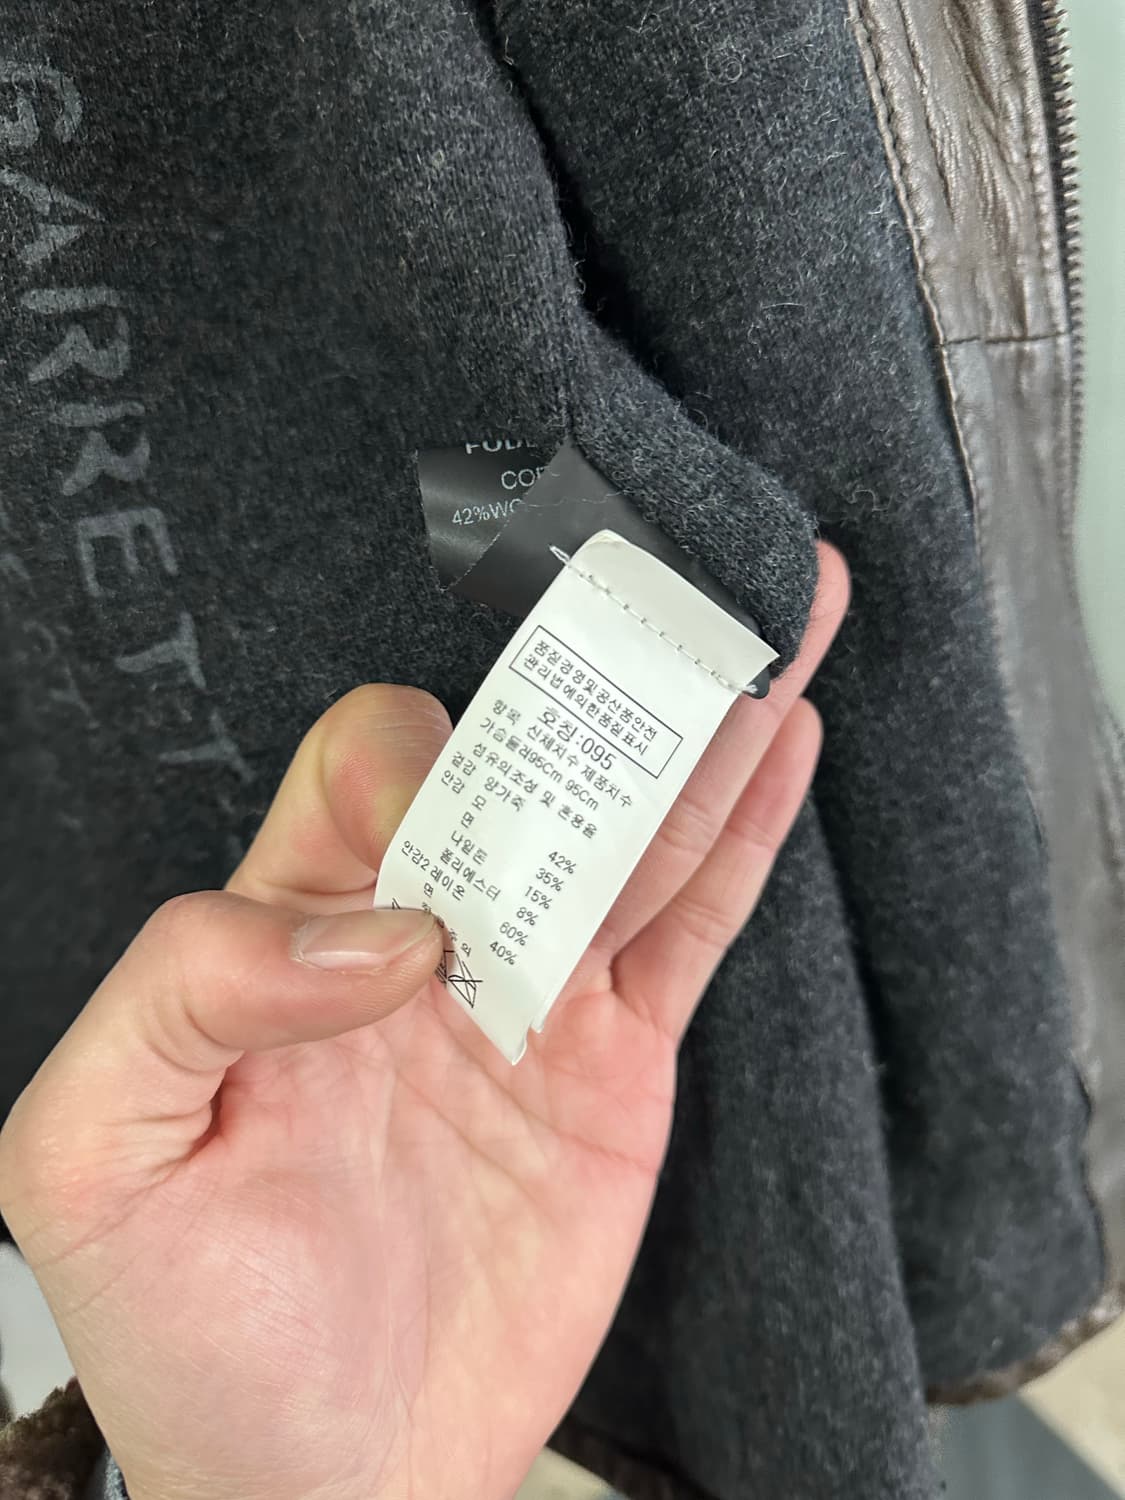 BARRETT
COF
42%WO
품질경영및공산품안전
관리법에의한품질표시
호칭:095
항목 신체치수 제품치수
가슴둘레95Cm 95Cm
섬유의조성 및 혼용율
겉감 양가죽
안감 모 42%
면 35%
나일론 15%
폴리에스터 8%
안감2 레이온 60%
면 40%